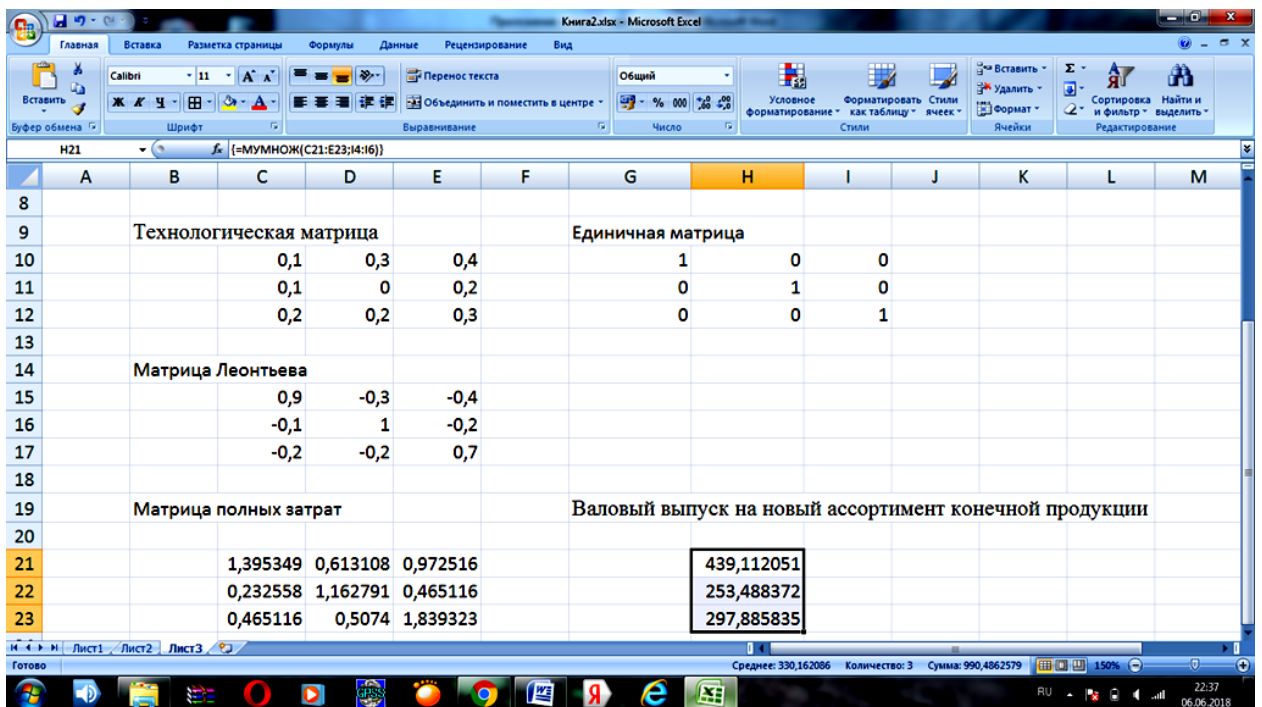 Книга2.xlsx - Microsoft Excel
Главная Вставка Разметка страницы Формулы Данные Рецензирование Вид
Вставить
Calibri 11
Ж К Ч
Перенос текста
Объединить и поместить в центре
Общий
% 000
Условное форматирование
Форматировать как таблицу
Стили ячеек
Вставить
Удалить
Формат
Сортировка и фильтр
Найти и выделить
Буфер обмена Шрифт Выравнивание Число Стили Ячейки Редактирование
H21 fx {=МУМНОЖ(C21:E23;I4:I6)}
A B C D E F G H I J K L M
8
9 Технологическая матрица Единичная матрица
10 0,1 0,3 0,4 1 0 0
11 0,1 0 0,2 0 1 0
12 0,2 0,2 0,3 0 0 1
13
14 Матрица Леонтьева
15 0,9 -0,3 -0,4
16 -0,1 1 -0,2
17 -0,2 -0,2 0,7
18
19 Матрица полных затрат Валовый выпуск на новый ассортимент конечной продукции
20
21 1,395349 0,613108 0,972516 439,112051
22 0,232558 1,162791 0,465116 253,488372
23 0,465116 0,5074 1,839323 297,885835
Лист1 Лист2 Лист3
Готово Среднее: 330,162086 Количество: 3 Сумма: 990,4862579 150%
GPSS RU 22:37
06.06.2018